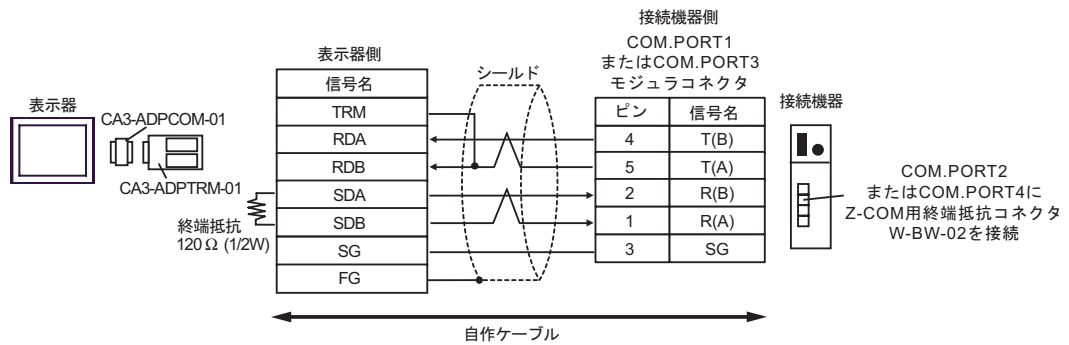 接続機器側
COM.PORT1
またはCOM.PORT3
モジュラコネクタ
表示器側
シールド
信号名
TRM
RDA
RDB
SDA
SDB
SG
FG
ピン 信号名
4 T(B)
5 T(A)
2 R(B)
1 R(A)
3 SG
表示器
CA3-ADPCOM-01
CA3-ADPTRM-01
終端抵抗
120Ω (1/2W)
接続機器
COM.PORT2
またはCOM.PORT4に
Z-COM用終端抵抗コネクタ
W-BW-02を接続
自作ケーブル